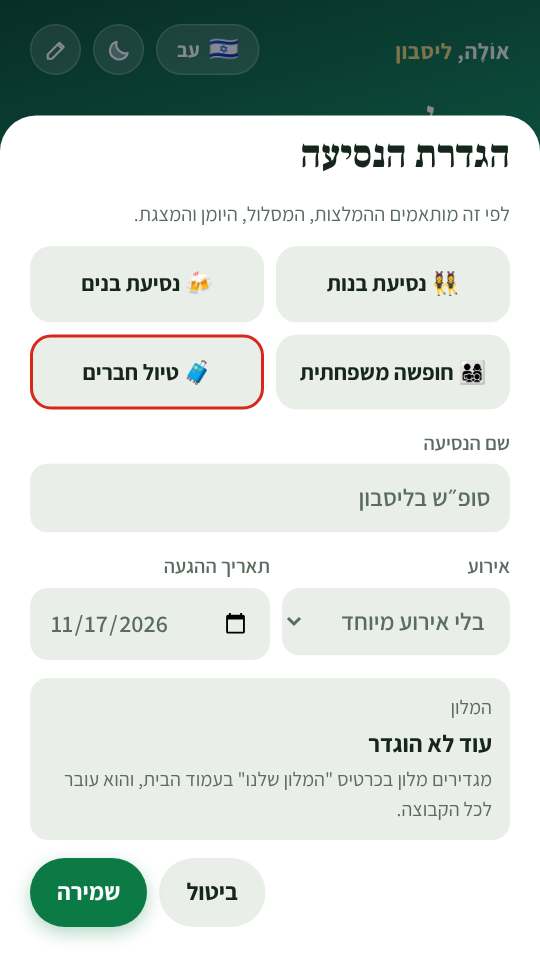 אוֹלָה, ליסבון
עב
הגדרת הנסיעה
לפי זה מותאמים ההמלצות, המסלול, היומן והמצגת.
נסיעת בנות
נסיעת בנים
חופשה משפחתית
טיול חברים
שם הנסיעה
סופ״ש בליסבון
אירוע
תאריך ההגעה
בלי אירוע מיוחד
11/17/2026
המלון
עוד לא הוגדר
מגדירים מלון בכרטיס "המלון שלנו" בעמוד הבית, והוא עובר
לכל הקבוצה.
ביטול
שמירה